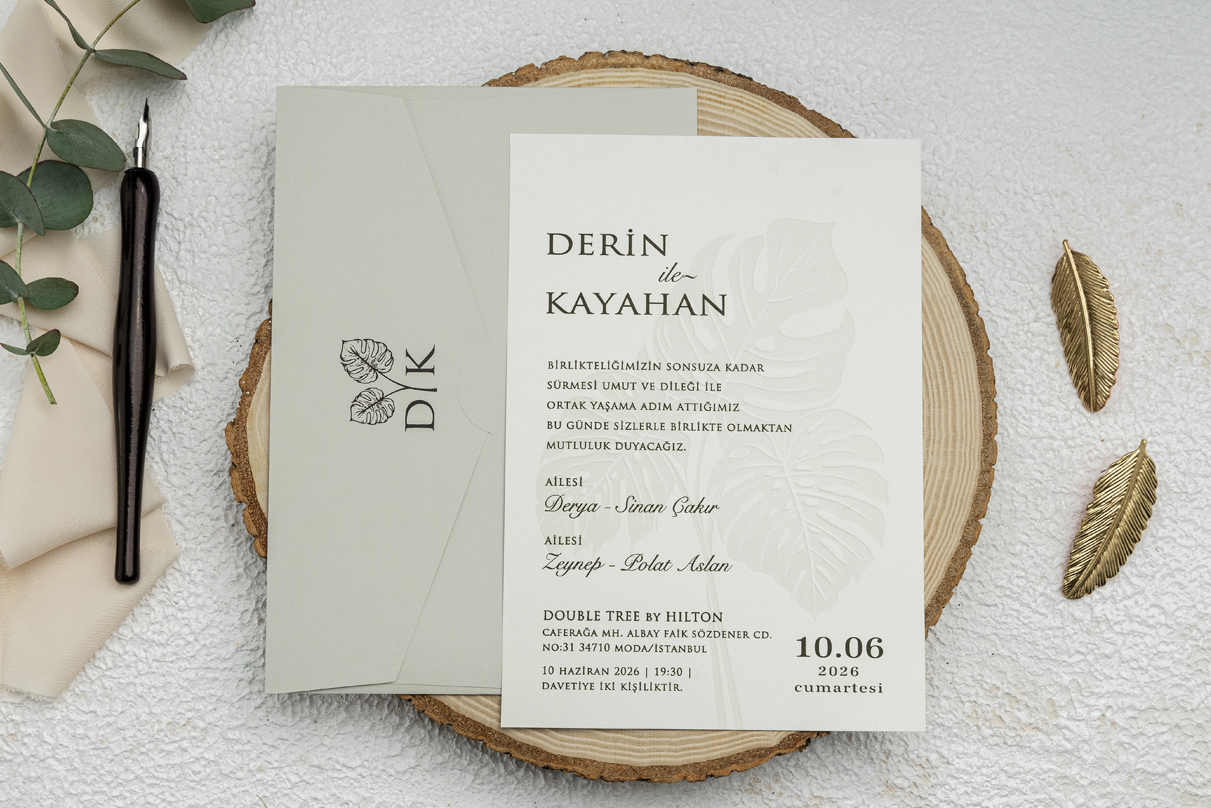 D K
DERİN
ile~
KAYAHAN
BİRLİKTELİĞİMİZİN SONSUZA KADAR
SÜRMESİ UMUT VE DİLEĞİ İLE
ORTAK YAŞAMA ADIM ATTIĞIMIZ
BU GÜNDE SİZLERLE BİRLİKTE OLMAKTAN
MUTLULUK DUYACAĞIZ.
AİLESİ
Derya - Sinan Çakır
AİLESİ
Zeynep - Polat Aslan
DOUBLE TREE BY HILTON
CAFERAĞA MH. ALBAY FAİK SÖZDENER CD.
NO:31 34710 MODA/İSTANBUL
10 HAZİRAN 2026 | 19:30 |
DAVETİYE İKİ KİŞİLİKTİR.
10.06
2026
cumartesi